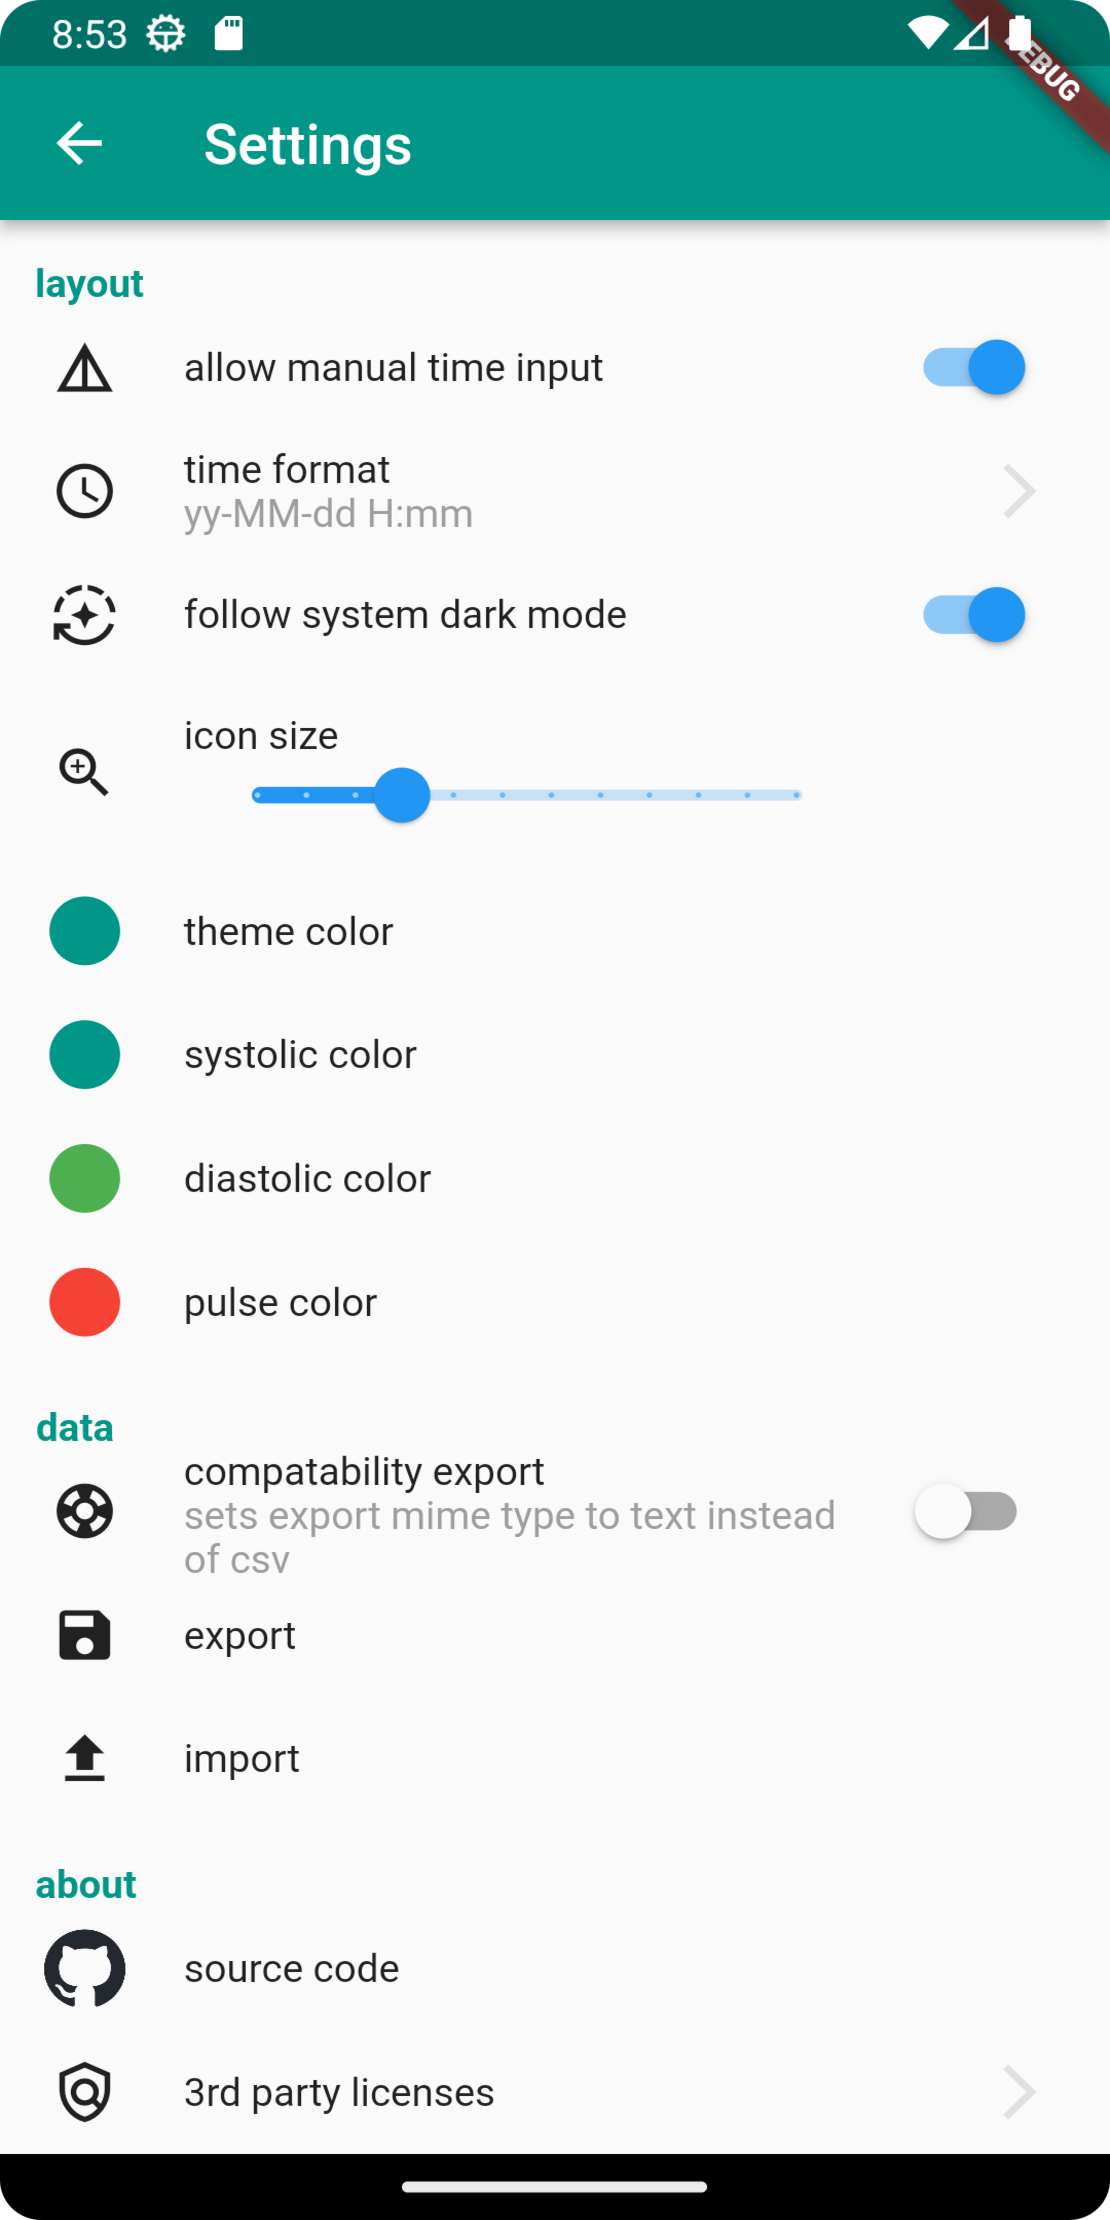 8:53
DEBUG
Settings
layout
allow manual time input
time format
yy-MM-dd H:mm
follow system dark mode
icon size
theme color
systolic color
diastolic color
pulse color
data
compatability export
sets export mime type to text instead
of csv
export
import
about
source code
3rd party licenses